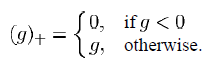 (g)₊ = { 0, if g < 0
g, otherwise.